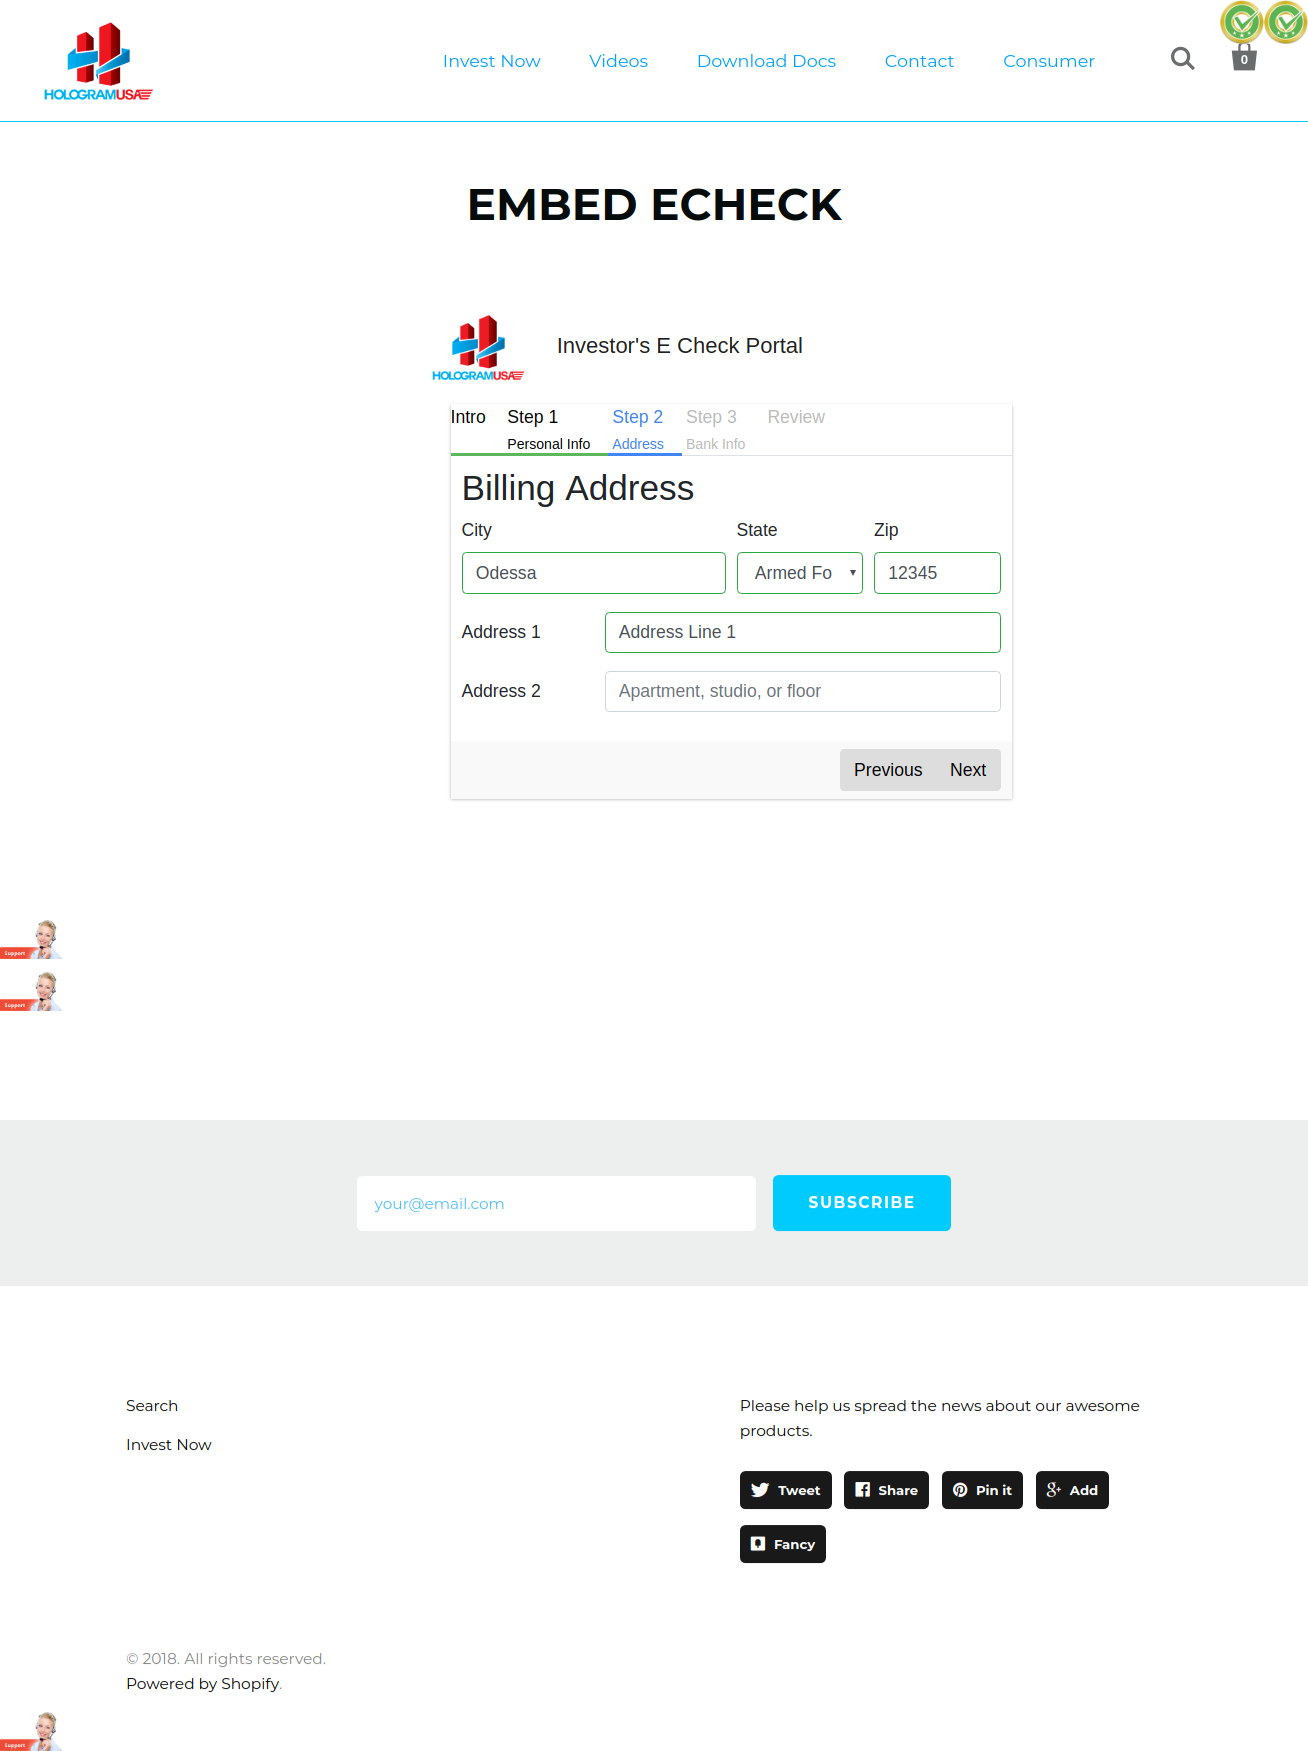 HOLOGRAMUSA
Invest Now Videos Download Docs Contact Consumer
0
EMBED ECHECK
HOLOGRAMUSA
Investor's E Check Portal
Intro Step 1 Step 2 Step 3 Review
Personal Info Address Bank Info
Billing Address
City State Zip
Odessa Armed Fo 12345
Address 1 Address Line 1
Address 2 Apartment, studio, or floor
Previous Next
Support
Support
your@email.com SUBSCRIBE
Search
Invest Now
Please help us spread the news about our awesome
products.
Tweet Share Pin it Add
Fancy
© 2018. All rights reserved.
Powered by Shopify.
Support